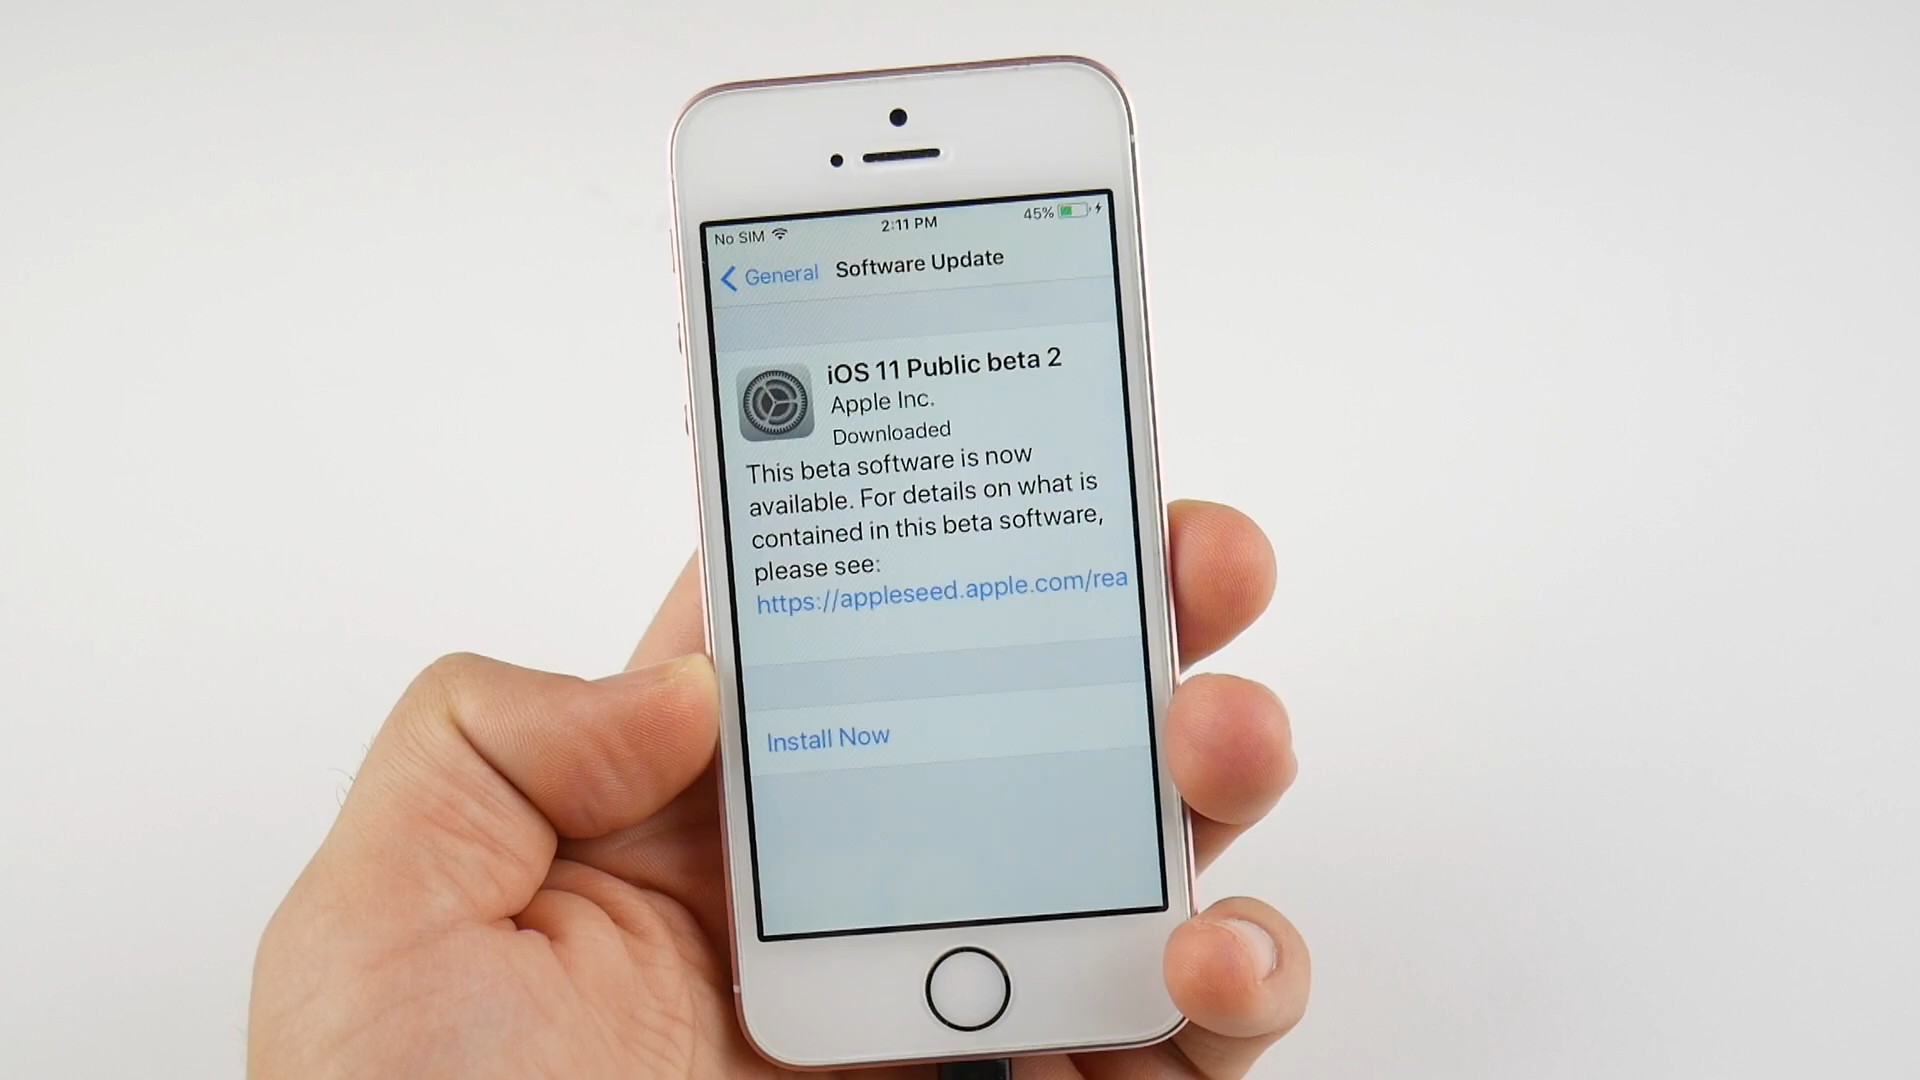 No SIM 2:11 PM 45%
General Software Update
iOS 11 Public beta 2
Apple Inc.
Downloaded
This beta software is now
available. For details on what is
contained in this beta software,
please see:
https://appleseed.apple.com/rea
Install Now